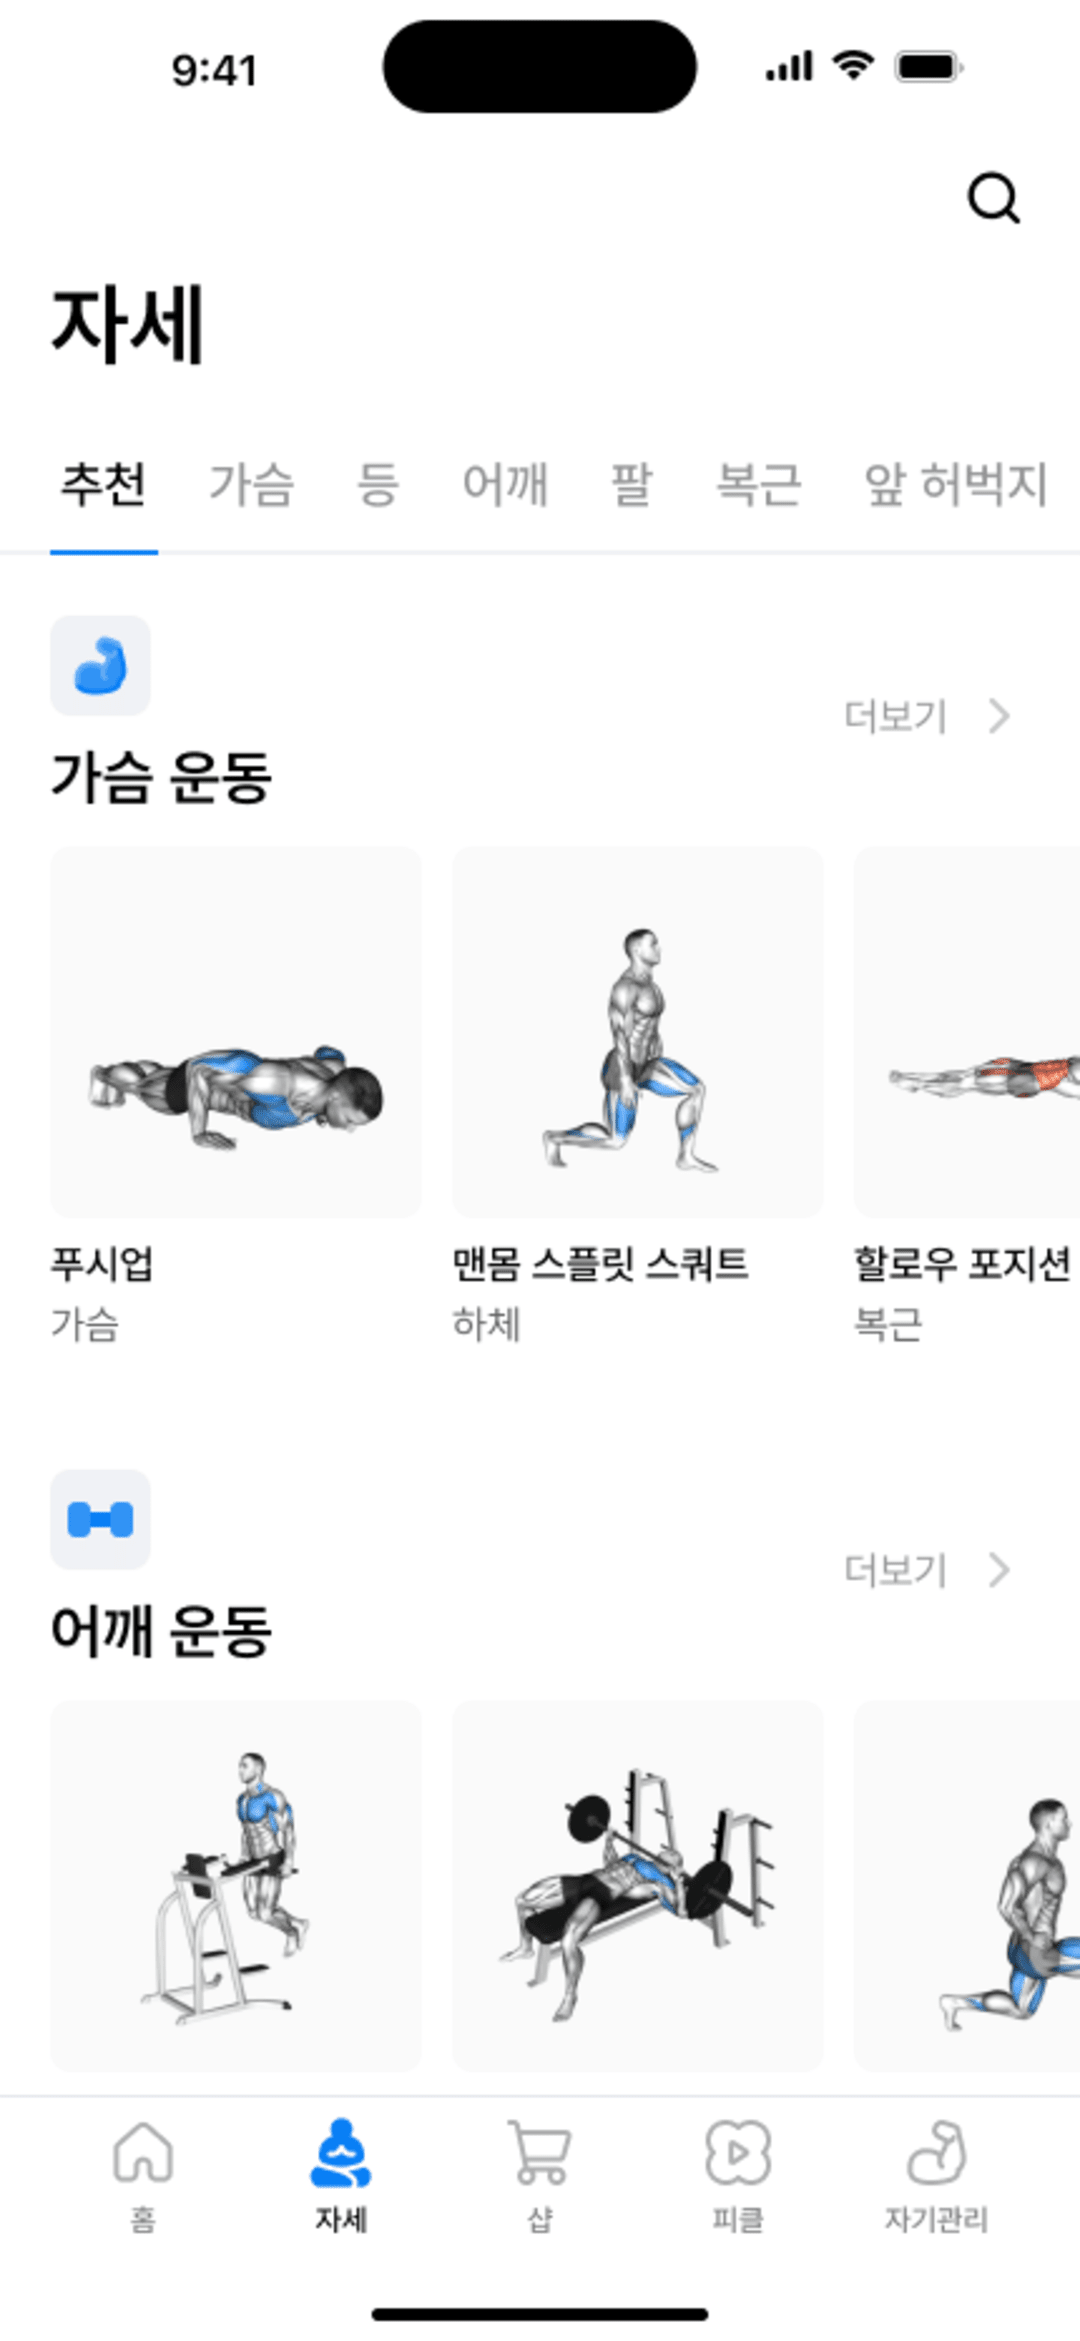 9:41
자세
추천 가슴 등 어깨 팔 복근 앞 허벅지
더보기
가슴 운동
푸시업 맨몸 스플릿 스쿼트 할로우 포지션
가슴 하체 복근
더보기
어깨 운동
홈 자세 샵 피클 자기관리